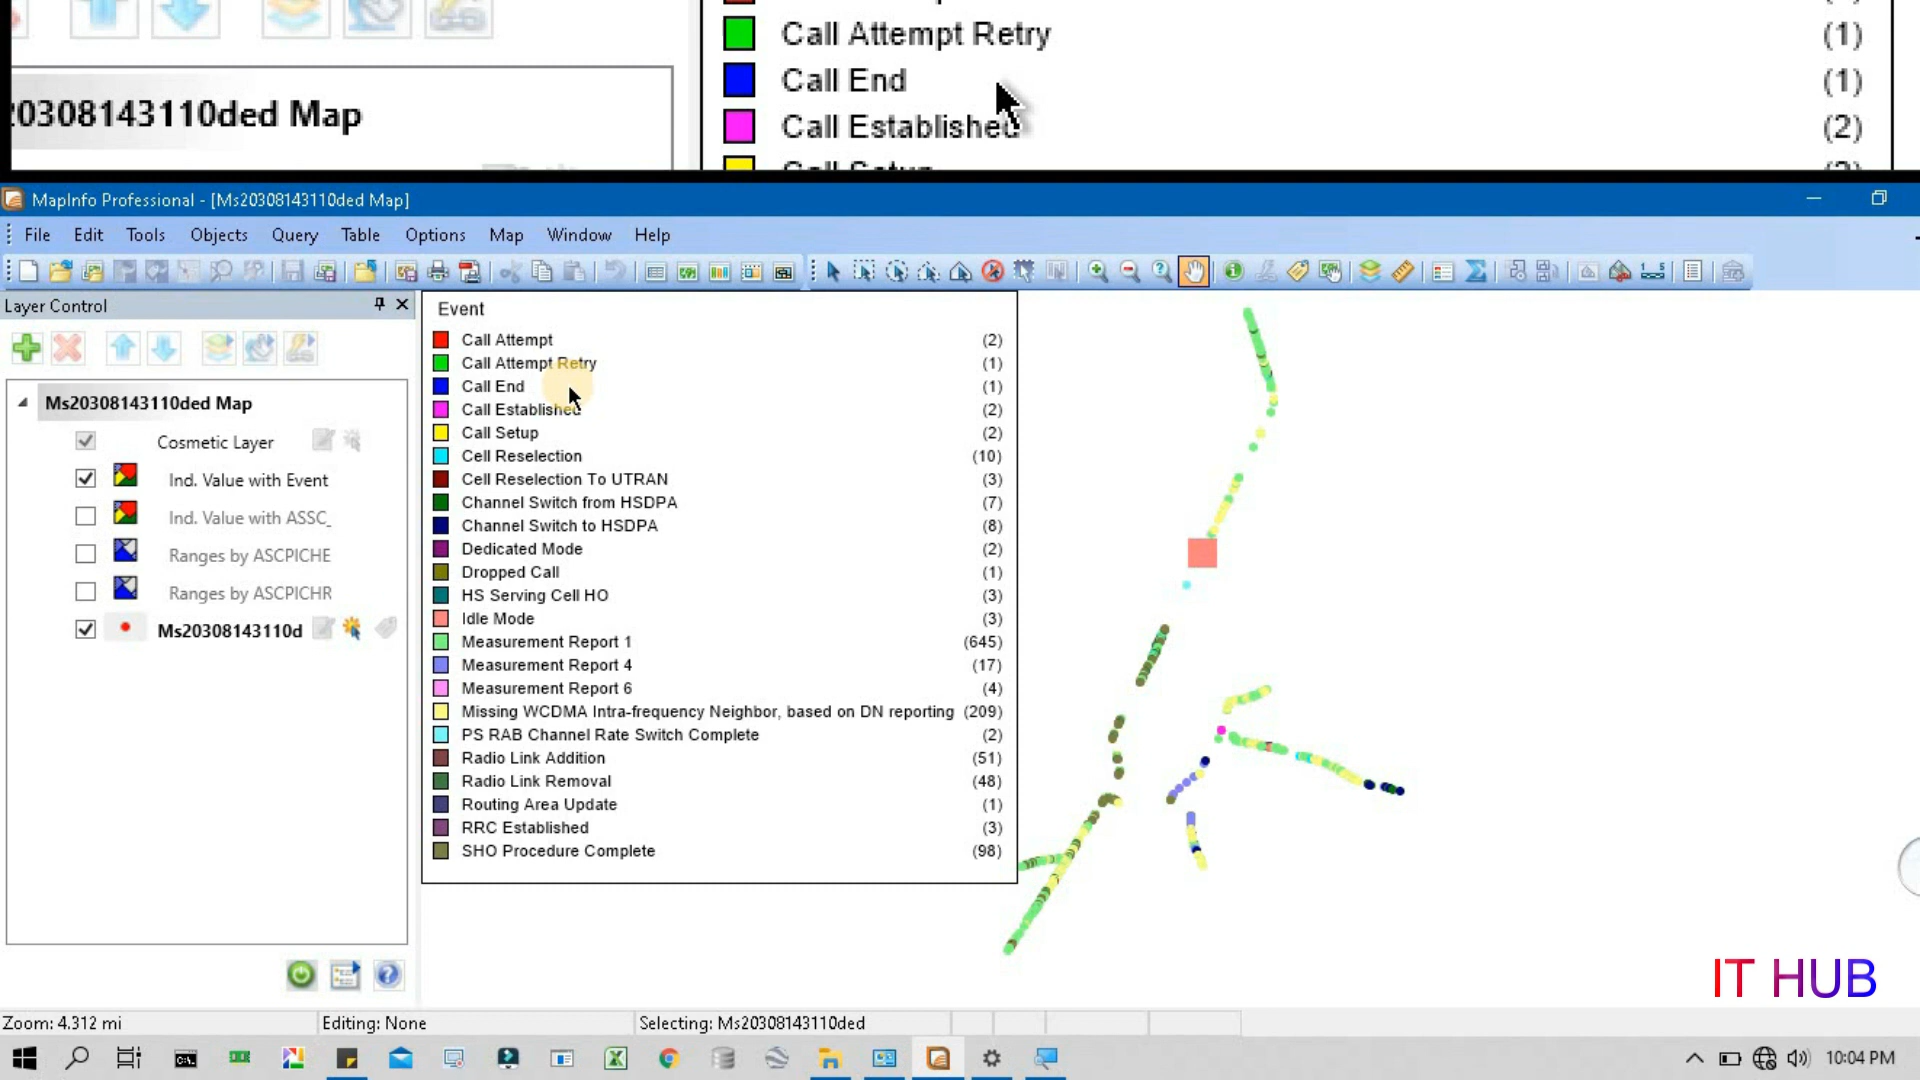 Call Attempt Retry (1)
Call End (1)
Call Established (2)
20308143110ded Map
MapInfo Professional - [Ms20308143110ded Map]
File Edit Tools Objects Query Table Options Map Window Help
Layer Control
Ms20308143110ded Map
Cosmetic Layer
Ind. Value with Event
Ind. Value with ASSC_
Ranges by ASCPICHE
Ranges by ASCPICHR
Ms20308143110d
Event
Call Attempt (2)
Call Attempt Retry (1)
Call End (1)
Call Established (2)
Call Setup (2)
Cell Reselection (10)
Cell Reselection To UTRAN (3)
Channel Switch from HSDPA (7)
Channel Switch to HSDPA (8)
Dedicated Mode (2)
Dropped Call (1)
HS Serving Cell HO (3)
Idle Mode (3)
Measurement Report 1 (645)
Measurement Report 4 (17)
Measurement Report 6 (4)
Missing WCDMA Intra-frequency Neighbor, based on DN reporting (209)
PS RAB Channel Rate Switch Complete (2)
Radio Link Addition (51)
Radio Link Removal (48)
Routing Area Update (1)
RRC Established (3)
SHO Procedure Complete (98)
IT HUB
Zoom: 4.312 mi Editing: None Selecting: Ms20308143110ded
10:04 PM